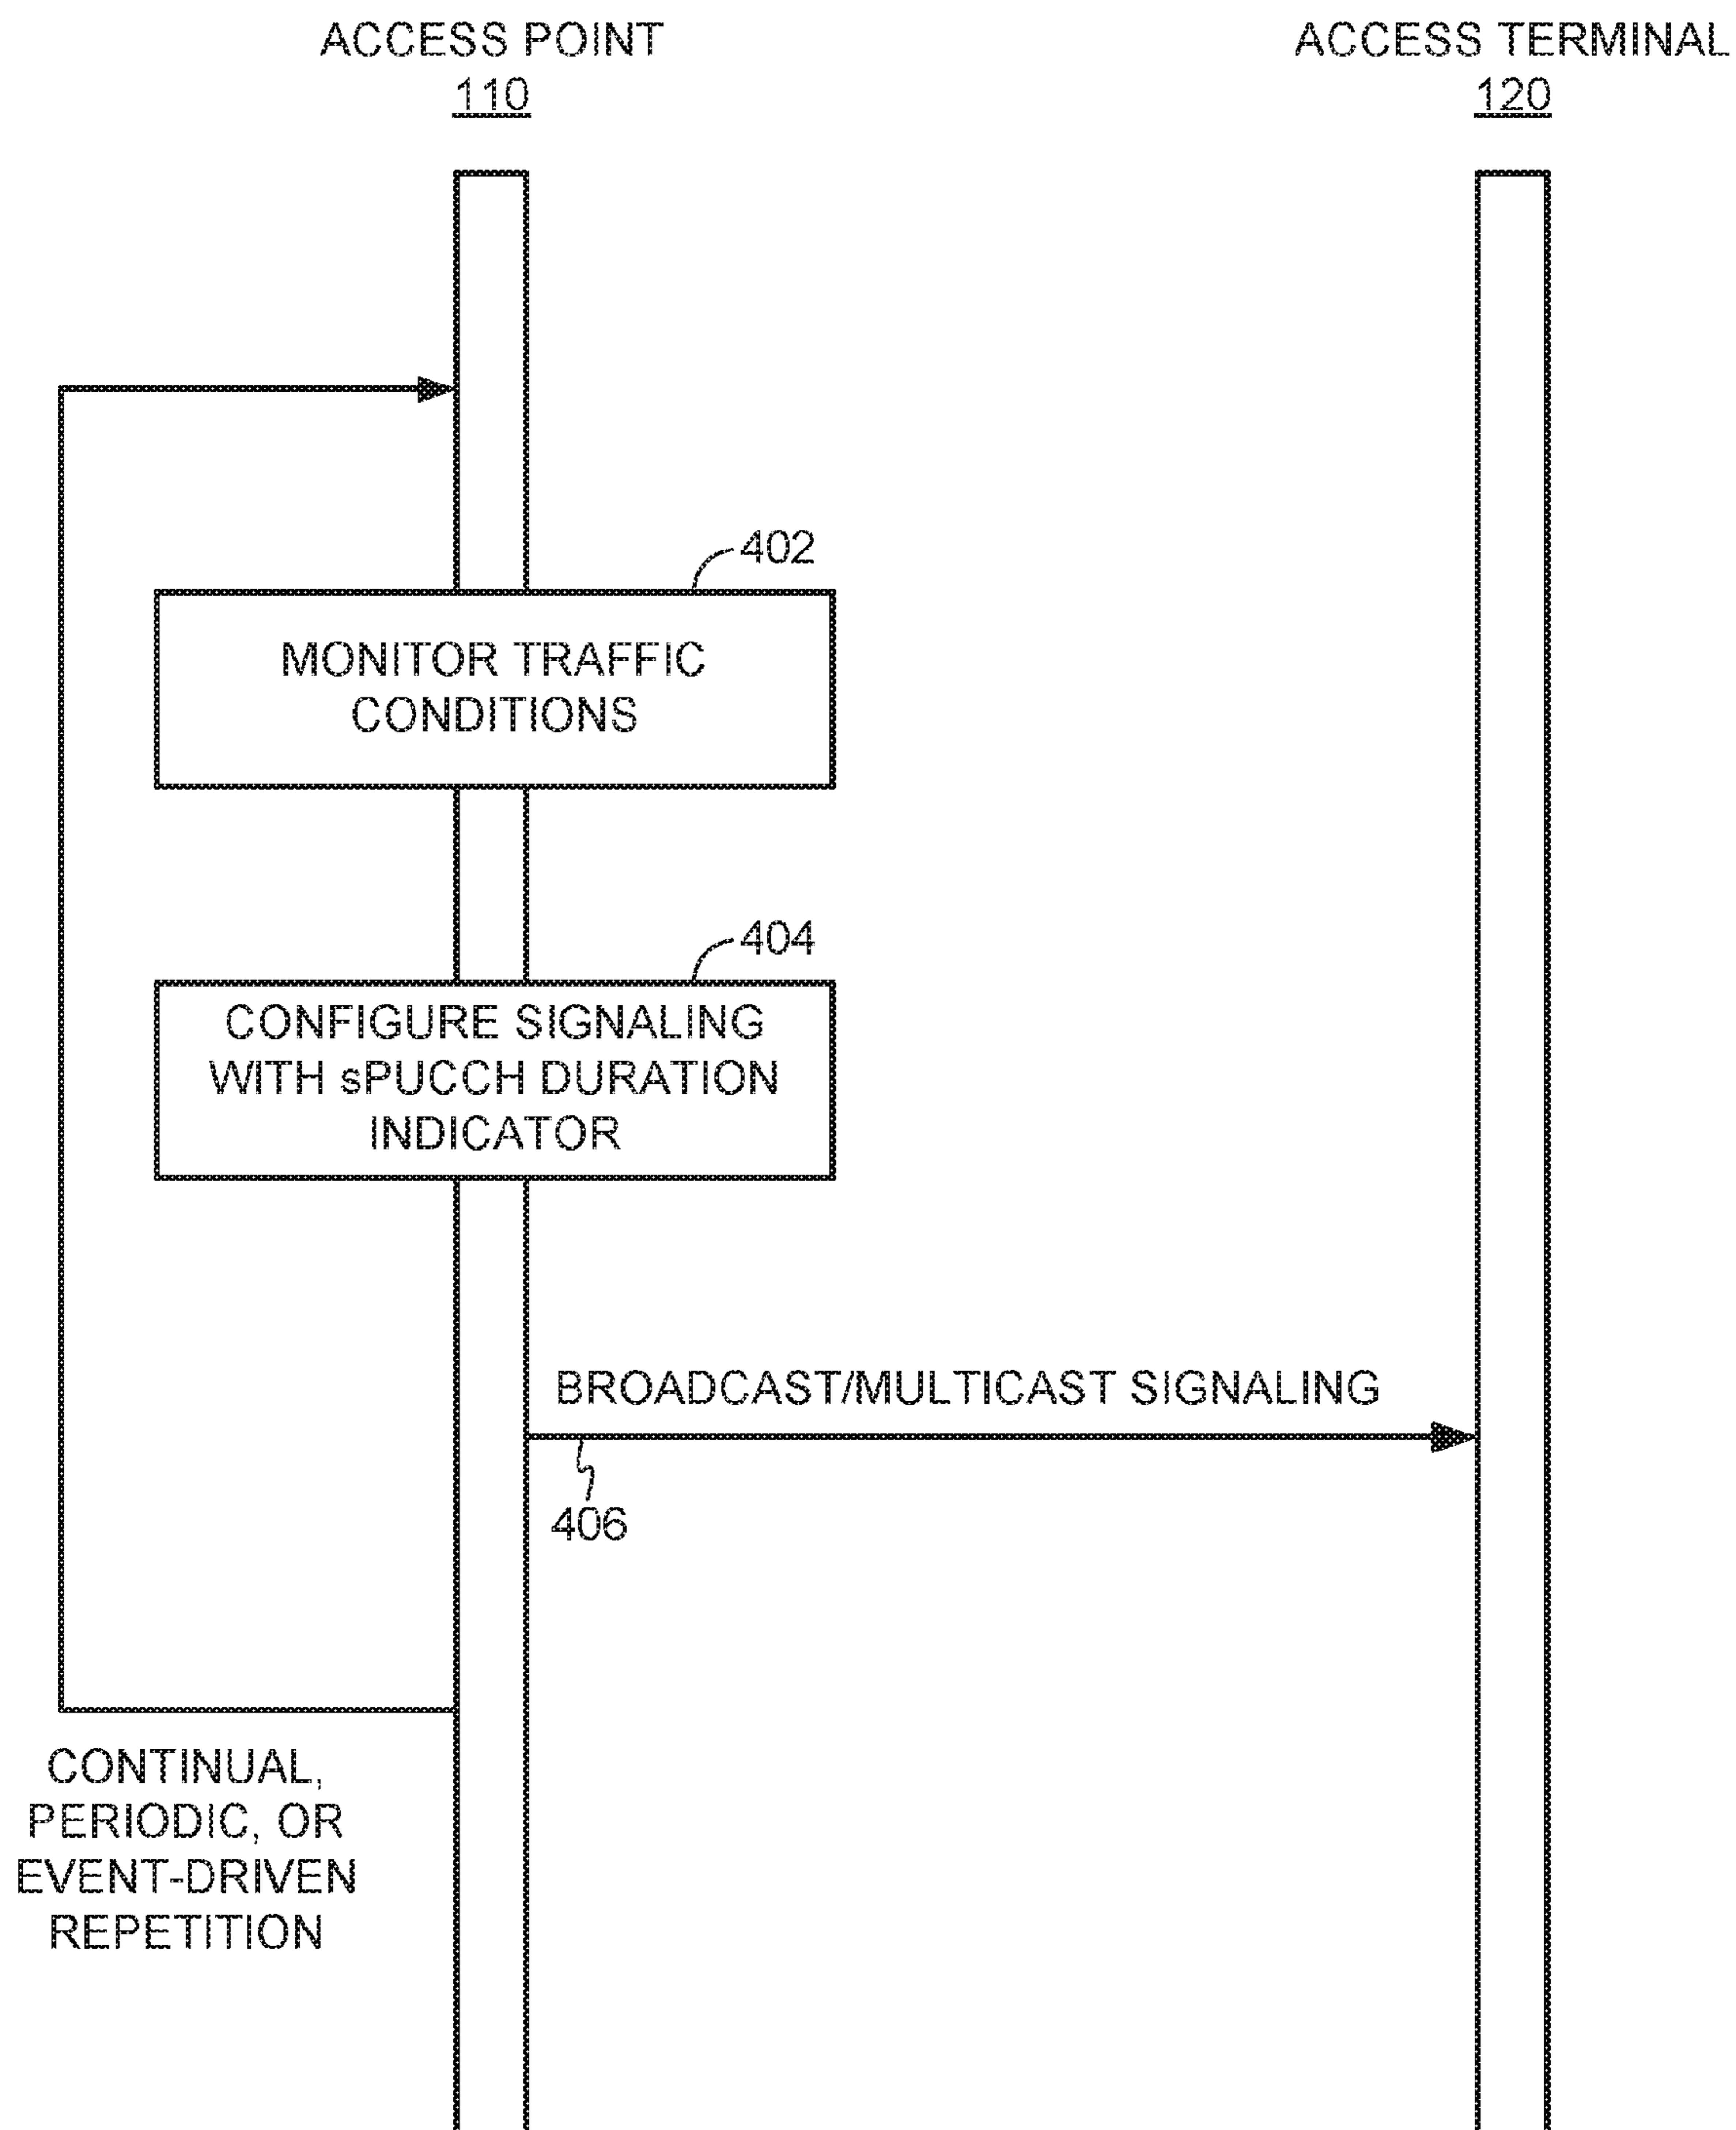 ACCESS POINT
110
ACCESS TERMINAL
120
402
MONITOR TRAFFIC
CONDITIONS
404
CONFIGURE SIGNALING
WITH sPUCCH DURATION
INDICATOR
BROADCAST/MULTICAST SIGNALING
406
CONTINUAL,
PERIODIC, OR
EVENT-DRIVEN
REPETITION